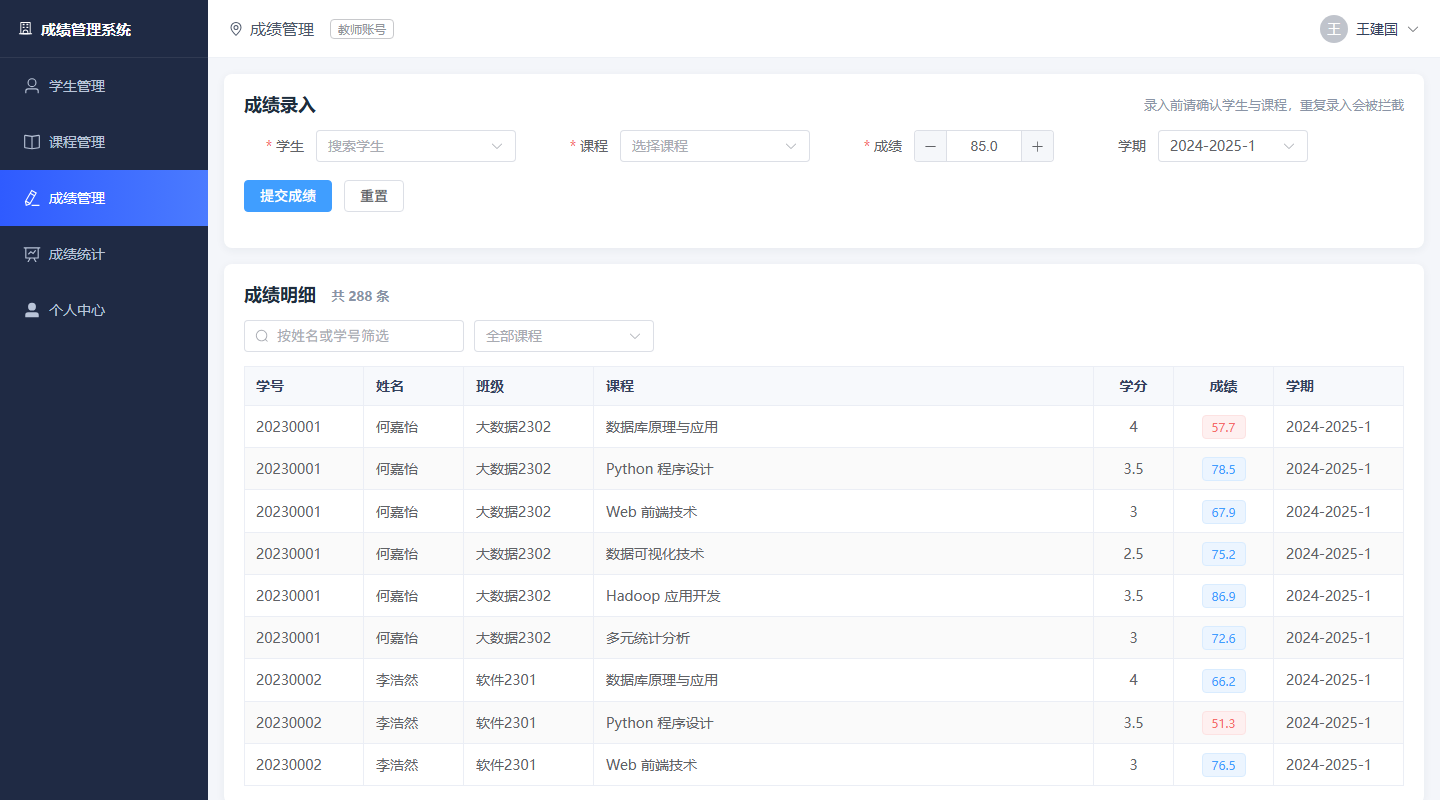 成绩管理系统
学生管理
课程管理
成绩管理
成绩统计
个人中心
成绩管理 教师账号
王 王建国
成绩录入 录入前请确认学生与课程，重复录入会被拦截
* 学生 搜索学生 * 课程 选择课程 * 成绩 − 85.0 + 学期 2024-2025-1
提交成绩 重置
成绩明细 共 288 条
按姓名或学号筛选 全部课程
学号 姓名 班级 课程 学分 成绩 学期
20230001 何嘉怡 大数据2302 数据库原理与应用 4 57.7 2024-2025-1
20230001 何嘉怡 大数据2302 Python 程序设计 3.5 78.5 2024-2025-1
20230001 何嘉怡 大数据2302 Web 前端技术 3 67.9 2024-2025-1
20230001 何嘉怡 大数据2302 数据可视化技术 2.5 75.2 2024-2025-1
20230001 何嘉怡 大数据2302 Hadoop 应用开发 3.5 86.9 2024-2025-1
20230001 何嘉怡 大数据2302 多元统计分析 3 72.6 2024-2025-1
20230002 李浩然 软件2301 数据库原理与应用 4 66.2 2024-2025-1
20230002 李浩然 软件2301 Python 程序设计 3.5 51.3 2024-2025-1
20230002 李浩然 软件2301 Web 前端技术 3 76.5 2024-2025-1